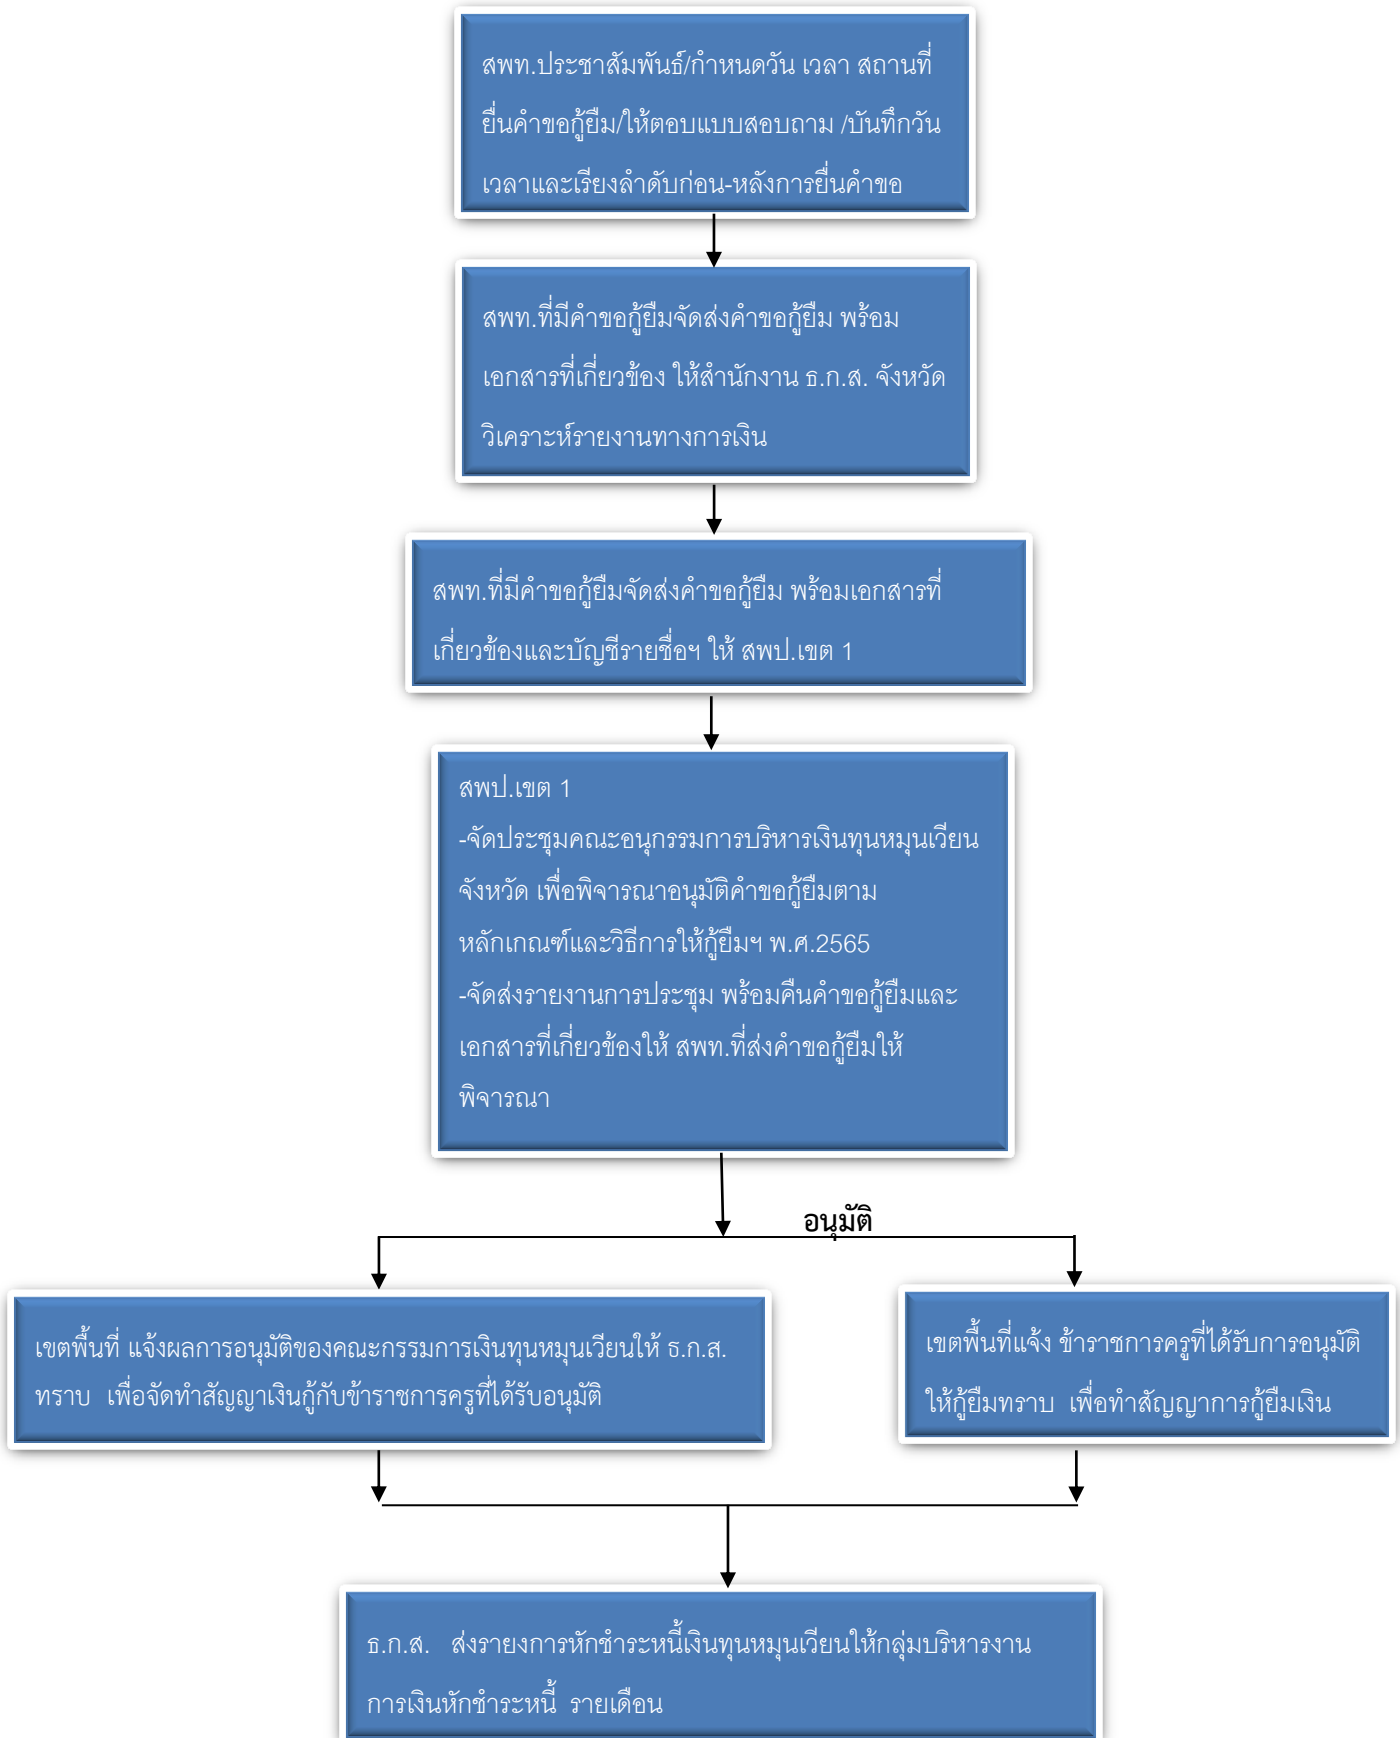 สพท.ประชาสัมพันธ์/กำหนดวัน เวลา สถานที่
ยื่นคำขอกู้ยืม/ให้ตอบแบบสอบถาม /บันทึกวัน
เวลาและเรียงลำดับก่อน-หลังการยื่นคำขอ
สพท.ที่มีคำขอกู้ยืมจัดส่งคำขอกู้ยืม พร้อม
เอกสารที่เกี่ยวข้อง ให้สำนักงาน ธ.ก.ส. จังหวัด
วิเคราะห์รายงานทางการเงิน
สพท.ที่มีคำขอกู้ยืมจัดส่งคำขอกู้ยืม พร้อมเอกสารที่
เกี่ยวข้องและบัญชีรายชื่อฯ ให้ สพป.เขต 1
สพป.เขต 1
-จัดประชุมคณะอนุกรรมการบริหารเงินทุนหมุนเวียน
จังหวัด เพื่อพิจารณาอนุมัติคำขอกู้ยืมตาม
หลักเกณฑ์และวิธีการให้กู้ยืมฯ พ.ศ.2565
-จัดส่งรายงานการประชุม พร้อมคืนคำขอกู้ยืมและ
เอกสารที่เกี่ยวข้องให้ สพท.ที่ส่งคำขอกู้ยืมให้
พิจารณา
อนุมัติ
เขตพื้นที่ แจ้งผลการอนุมัติของคณะกรรมการเงินทุนหมุนเวียนให้ ธ.ก.ส.
ทราบ เพื่อจัดทำสัญญาเงินกู้กับข้าราชการครูที่ได้รับอนุมัติ
เขตพื้นที่แจ้ง ข้าราชการครูที่ได้รับการอนุมัติ
ให้กู้ยืมทราบ เพื่อทำสัญญาการกู้ยืมเงิน
ธ.ก.ส. ส่งรายงการหักชำระหนี้เงินทุนหมุนเวียนให้กลุ่มบริหารงาน
การเงินหักชำระหนี้ รายเดือน